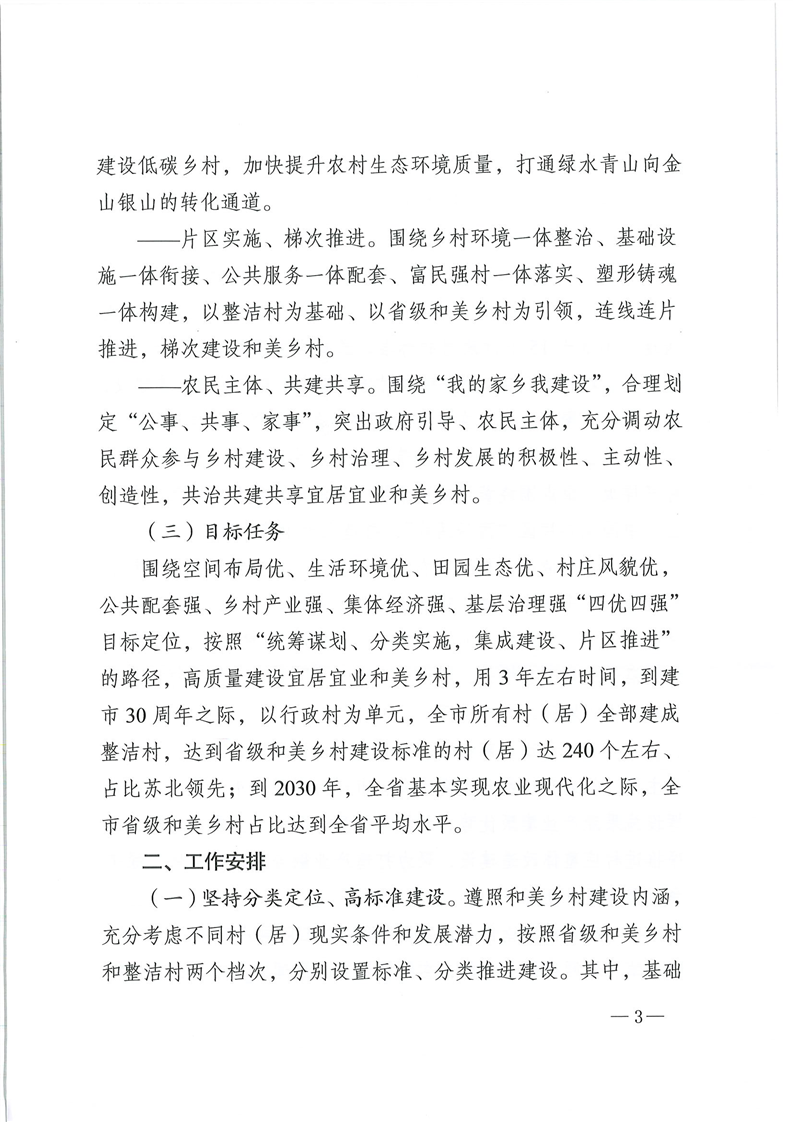 建设低碳乡村，加快提升农村生态环境质量，打通绿水青山向金
山银山的转化通道。
——片区实施、梯次推进。围绕乡村环境一体整治、基础设
施一体衔接、公共服务一体配套、富民强村一体落实、塑形铸魂
一体构建，以整洁村为基础、以省级和美乡村为引领，连线连片
推进，梯次建设和美乡村。
——农民主体、共建共享。围绕“我的家乡我建设”，合理划
定“公事、共事、家事”，突出政府引导、农民主体，充分调动农
民群众参与乡村建设、乡村治理、乡村发展的积极性、主动性、
创造性，共治共建共享宜居宜业和美乡村。
（三）目标任务
围绕空间布局优、生活环境优、田园生态优、村庄风貌优，
公共配套强、乡村产业强、集体经济强、基层治理强“四优四强”
目标定位，按照“统筹谋划、分类实施，集成建设、片区推进”
的路径，高质量建设宜居宜业和美乡村，用 3 年左右时间，到建
市 30 周年之际，以行政村为单元，全市所有村（居）全部建成
整洁村，达到省级和美乡村建设标准的村（居）达 240 个左右、
占比苏北领先；到 2030 年，全省基本实现农业现代化之际，全
市省级和美乡村占比达到全省平均水平。
二、工作安排
（一）坚持分类定位、高标准建设。遵照和美乡村建设内涵，
充分考虑不同村（居）现实条件和发展潜力，按照省级和美乡村
和整洁村两个档次，分别设置标准、分类推进建设。其中，基础
—3—